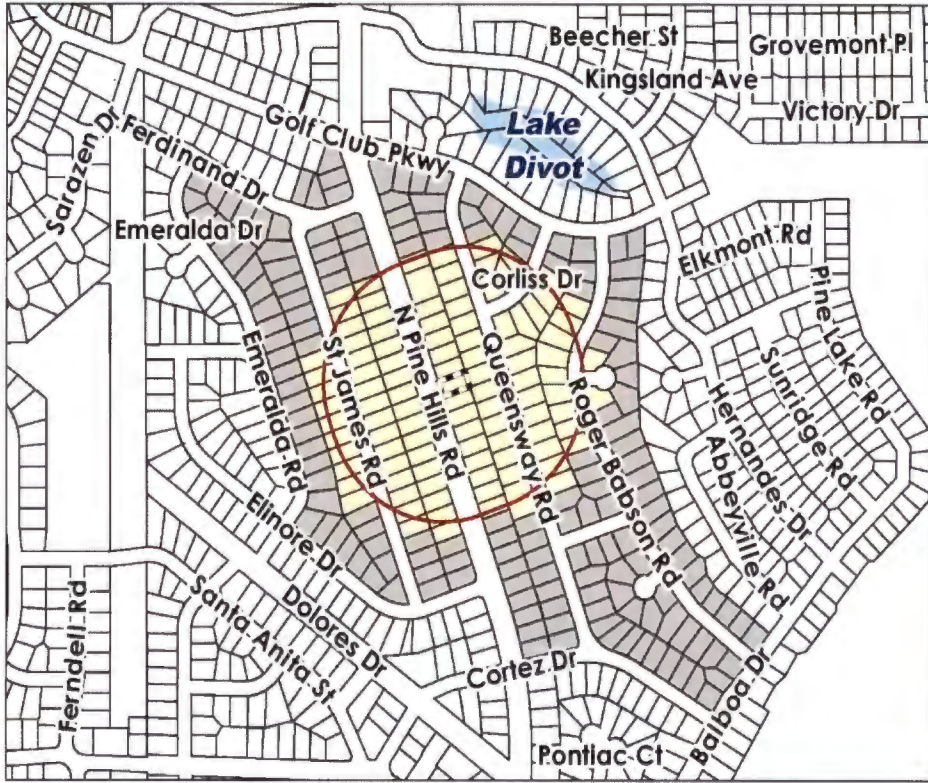 Beecher St
Grovemont Pl
Kingsland Ave
Victory Dr
Golf Club Pkwy
Lake
Divot
Sarazen Dr
Ferdinand Dr
Emeralda Dr
Elkmont Rd
Corliss Dr
Pine Lake Rd
N Pine Hills Rd
St James Rd
Emeralda Rd
Queensway Rd
Roger Babson Rd
Sunridge Rd
Hernandes Dr
Abbeyville Rd
Elinore Dr
Dolores Dr
Santa Anita St
Ferndell Rd
Cortez Dr
Balboa Dr
Pontiac Ct